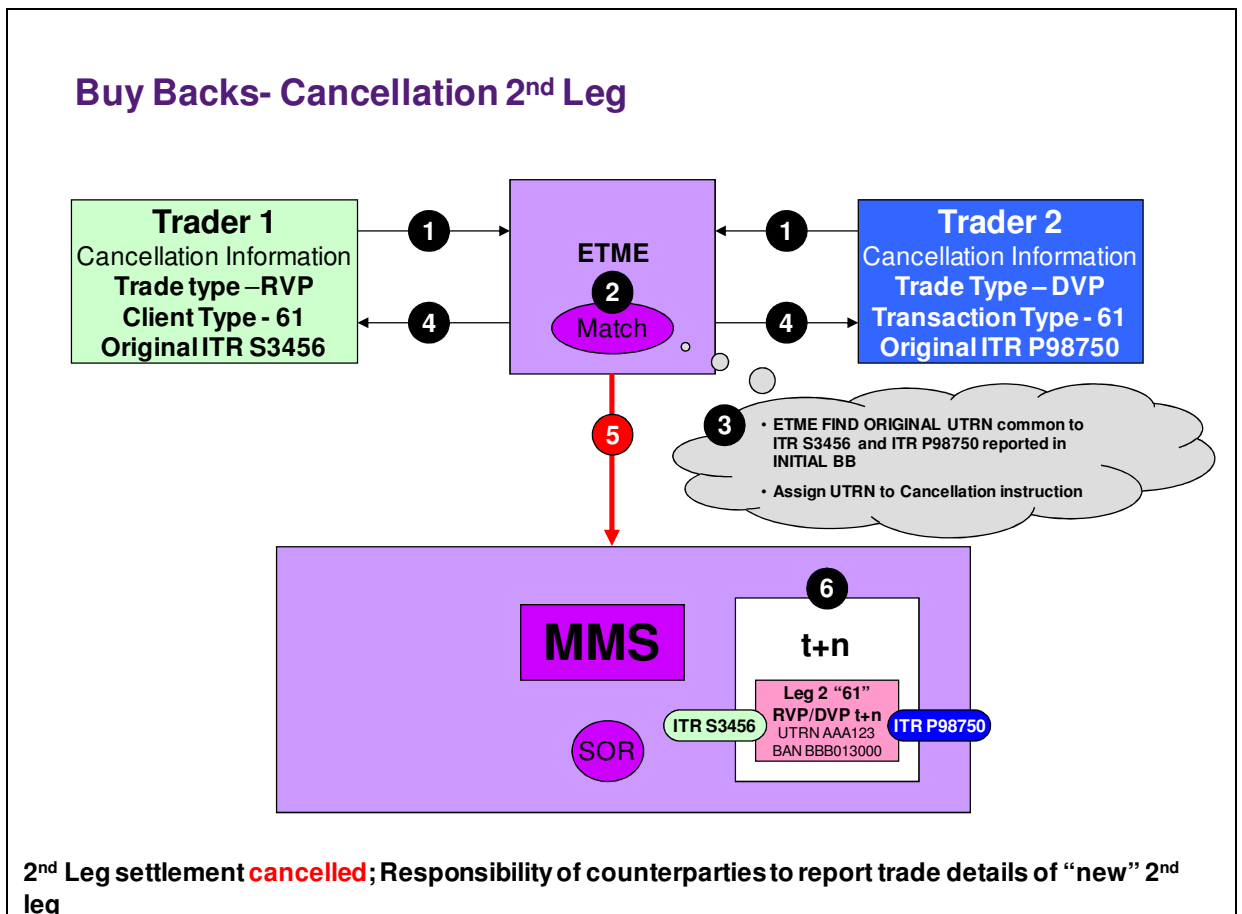 Buy Backs- Cancellation 2nd Leg
Trader 1
Cancellation Information
Trade type –RVP
Client Type - 61
Original ITR S3456
1
4
ETME
2
Match
1
4
Trader 2
Cancellation Information
Trade Type – DVP
Transaction Type - 61
Original ITR P98750
5
3
• ETME FIND ORIGINAL UTRN common to
ITR S3456 and ITR P98750 reported in
INITIAL BB
• Assign UTRN to Cancellation instruction
6
MMS
t+n
Leg 2 “61”
RVP/DVP t+n
UTRN AAA123
BAN BBB013000
ITR S3456
ITR P98750
SOR
2nd Leg settlement cancelled; Responsibility of counterparties to report trade details of “new” 2nd
leg